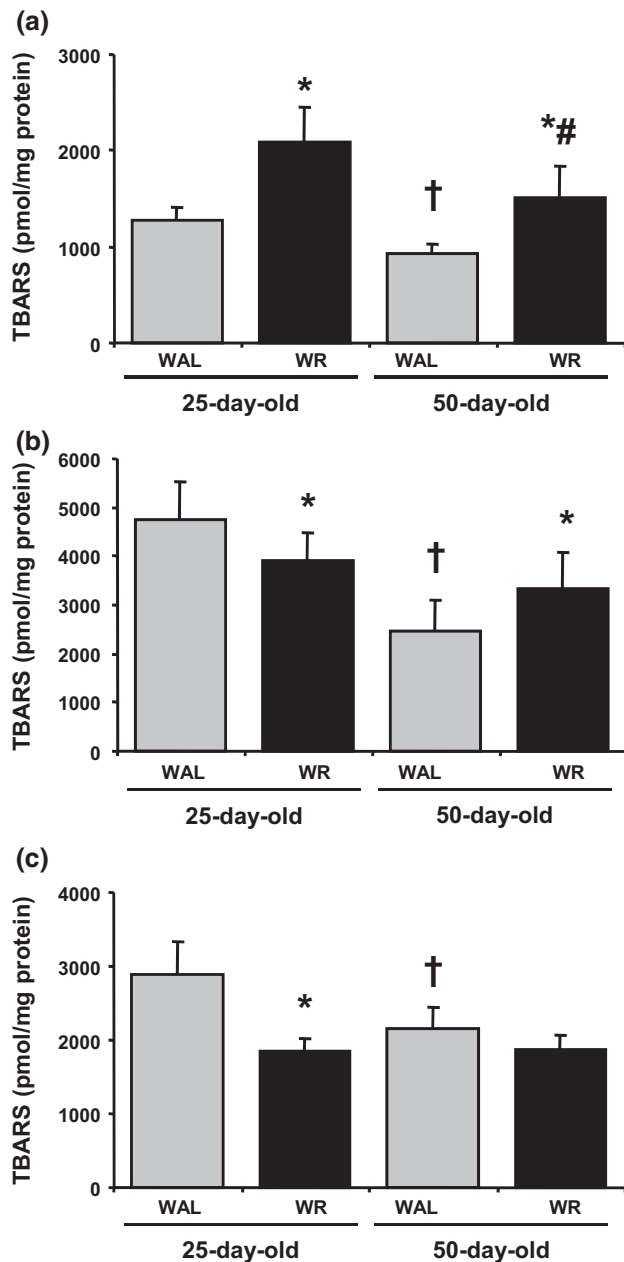 (a)
TBARS (pmol/mg protein)
3000
2000
1000
0
*
†
*#
WAL WR WAL WR
25-day-old 50-day-old
(b)
TBARS (pmol/mg protein)
6000
5000
4000
3000
2000
1000
0
*
†
*
WAL WR WAL WR
25-day-old 50-day-old
(c)
TBARS (pmol/mg protein)
4000
3000
2000
1000
0
*
†
WAL WR WAL WR
25-day-old 50-day-old